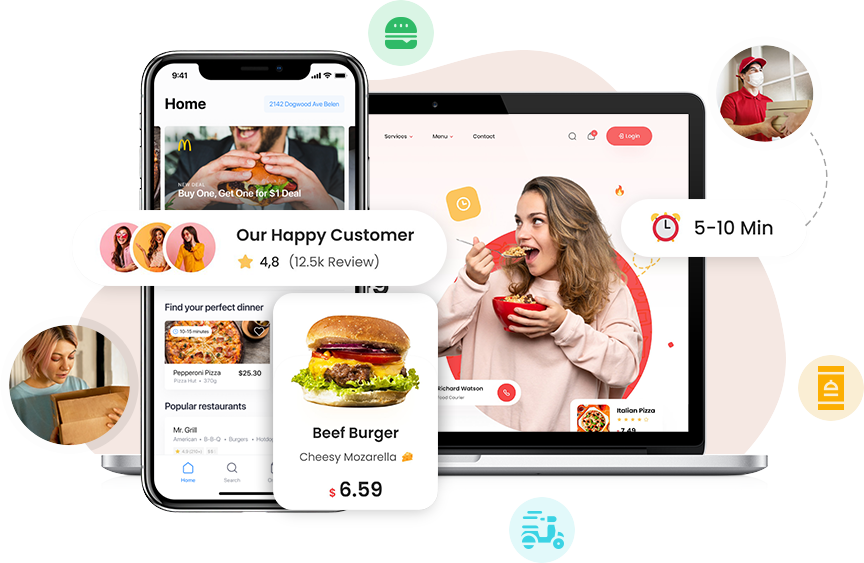 9:41
Home
2142 Dogwood Ave Belen
NEW DEAL
Buy One, Get One for $1 Deal
Our Happy Customer
4,8 (12.5k Review)
Find your perfect dinner
10-15 minutes
Pepperoni Pizza $25.30
Pizza Hut • 370g
Popular restaurants
Mr. Grill
American • B-B-Q • Burgers • Hotdog
Home
Search
Beef Burger
Cheesy Mozarella
$ 6.59
Services
Menu
Contact
Login
5-10 Min
Richard Watson
Food Courier
Italian Pizza
7.49